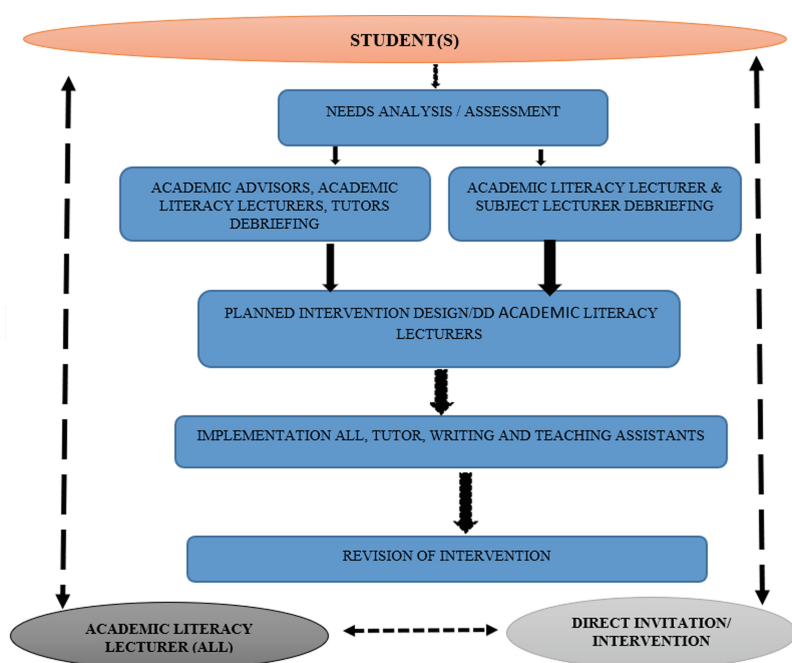 STUDENT(S)
NEEDS ANALYSIS / ASSESSMENT
ACADEMIC ADVISORS, ACADEMIC
LITERACY LECTURERS, TUTORS
DEBRIEFING
ACADEMIC LITERACY LECTURER &
SUBJECT LECTURER DEBRIEFING
PLANNED INTERVENTION DESIGN/DD ACADEMIC LITERACY
LECTURERS
IMPLEMENTATION ALL, TUTOR, WRITING AND TEACHING ASSISTANTS
REVISION OF INTERVENTION
ACADEMIC LITERACY
LECTURER (ALL)
DIRECT INVITATION/
INTERVENTION